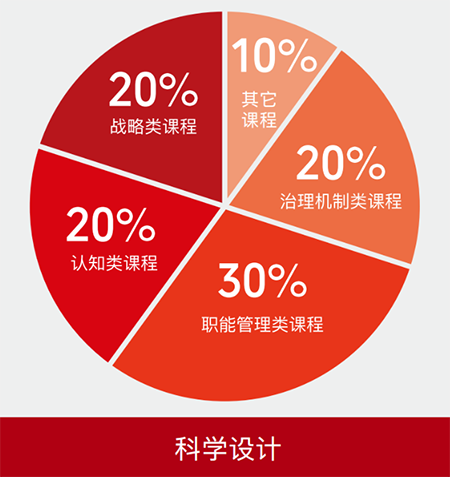 10%
其它
课程
20%
战略类课程
20%
治理机制类课程
20%
认知类课程
30%
职能管理类课程
科学设计